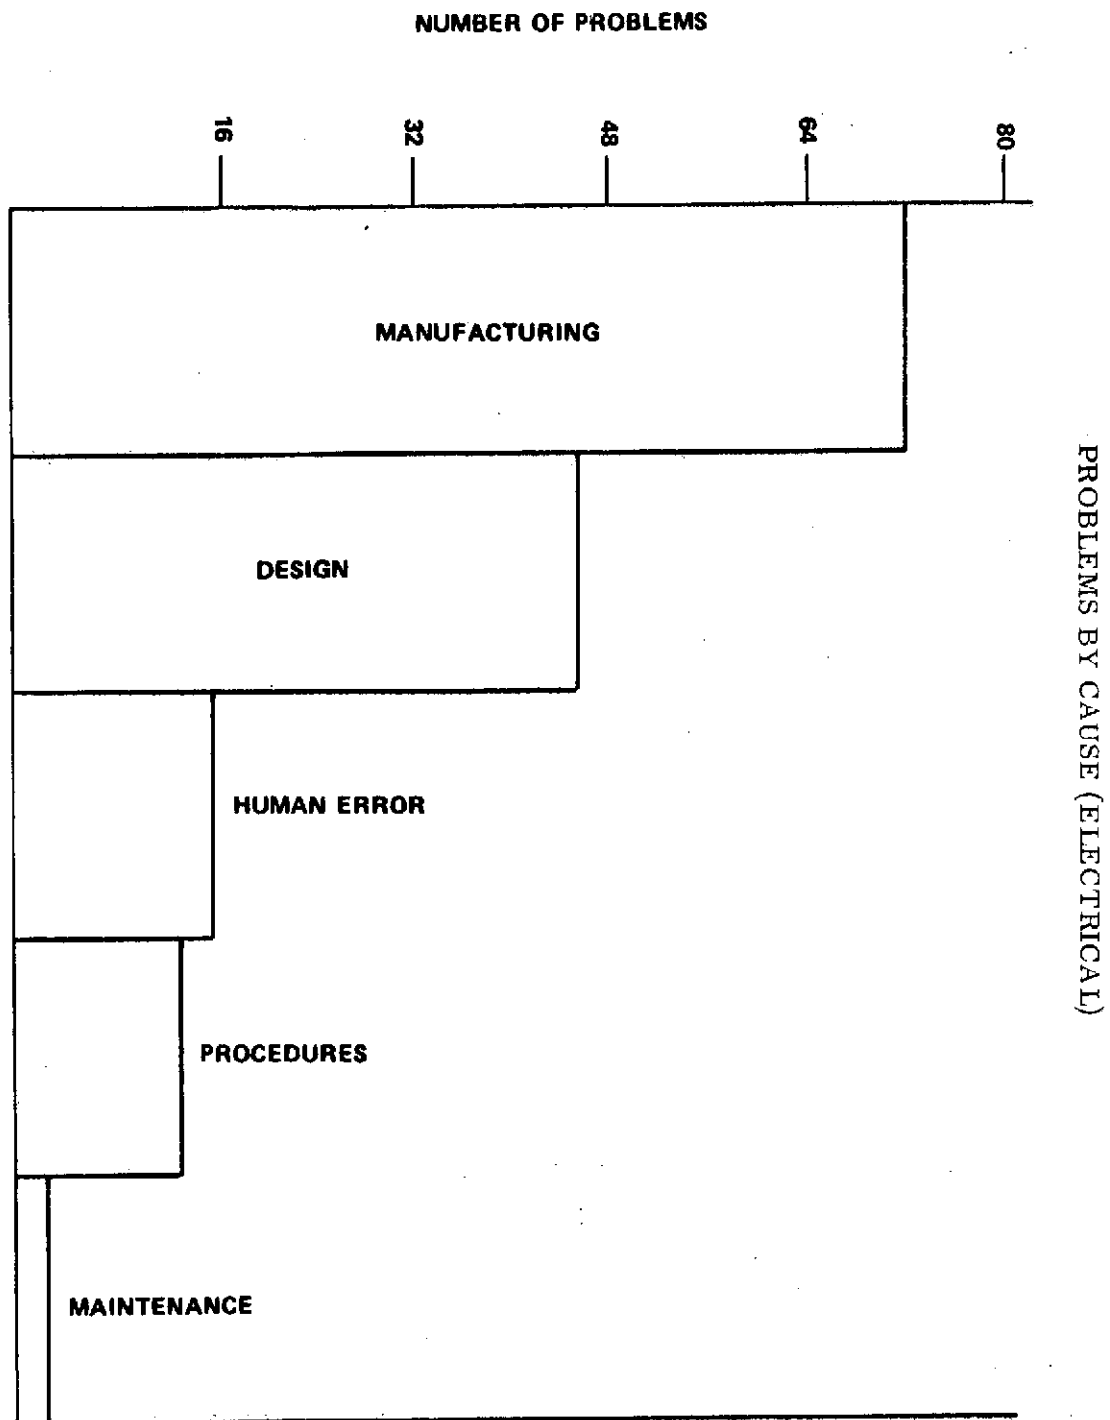 NUMBER OF PROBLEMS
16
32
48
64
80
MANUFACTURING
DESIGN
HUMAN ERROR
PROCEDURES
MAINTENANCE
PROBLEMS BY CAUSE (ELECTRICAL)